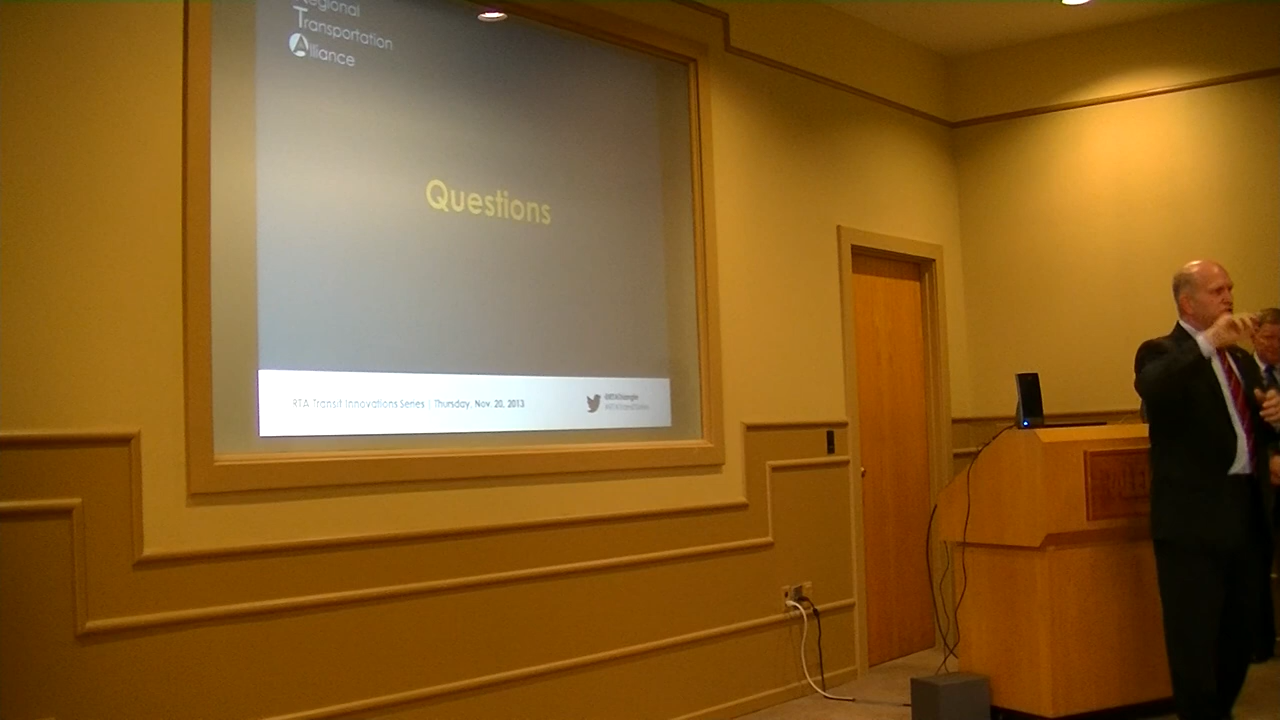 Regional
Transportation
Alliance
Questions
RTA Transit Innovations Series | Thursday, Nov. 20, 2013